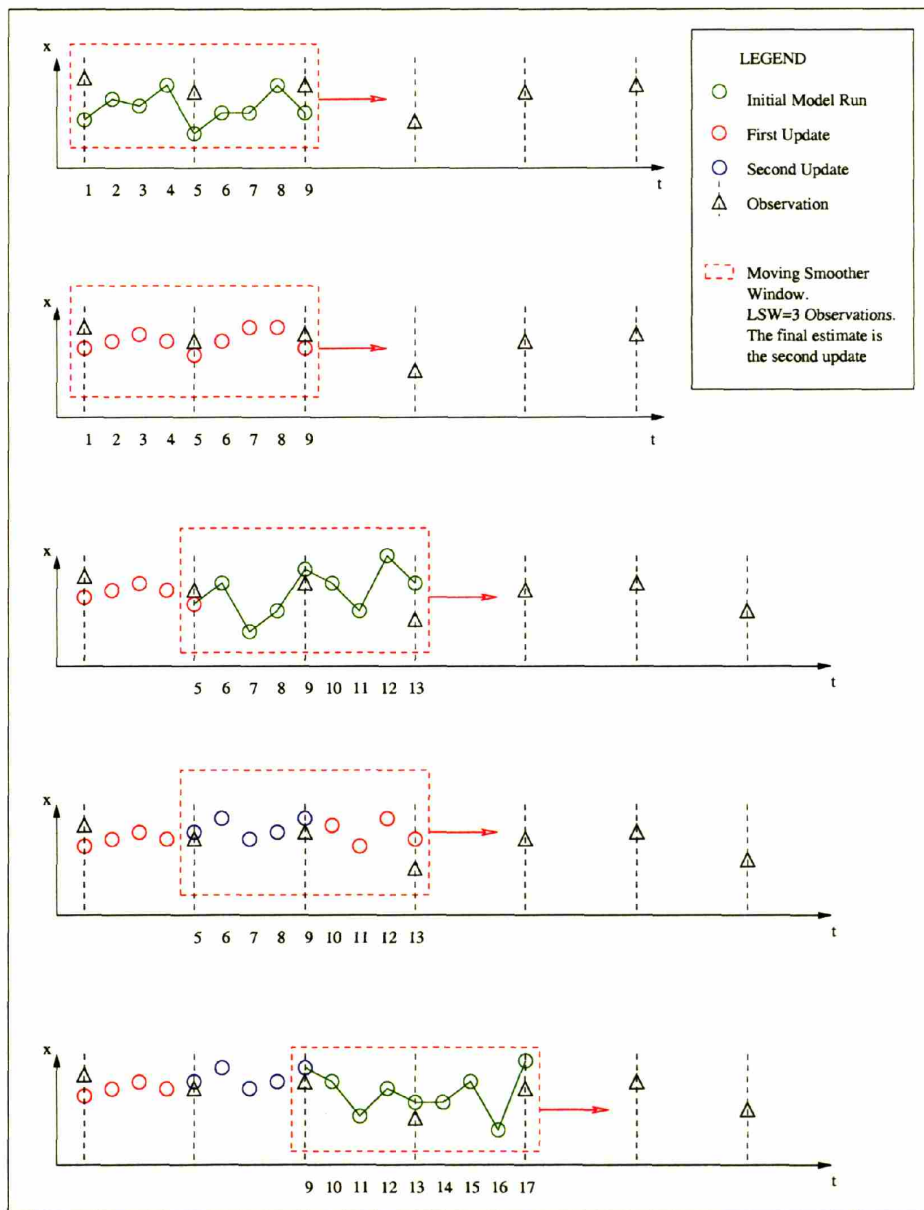 LEGEND
Initial Model Run
First Update
Second Update
Observation
Moving Smoother
Window.
LSW=3 Observations.
The final estimate is
the second update
x
t
1 2 3 4 5 6 7 8 9
x
t
1 2 3 4 5 6 7 8 9
x
t
5 6 7 8 9 10 11 12 13
x
t
5 6 7 8 9 10 11 12 13
x
t
9 10 11 12 13 14 15 16 17